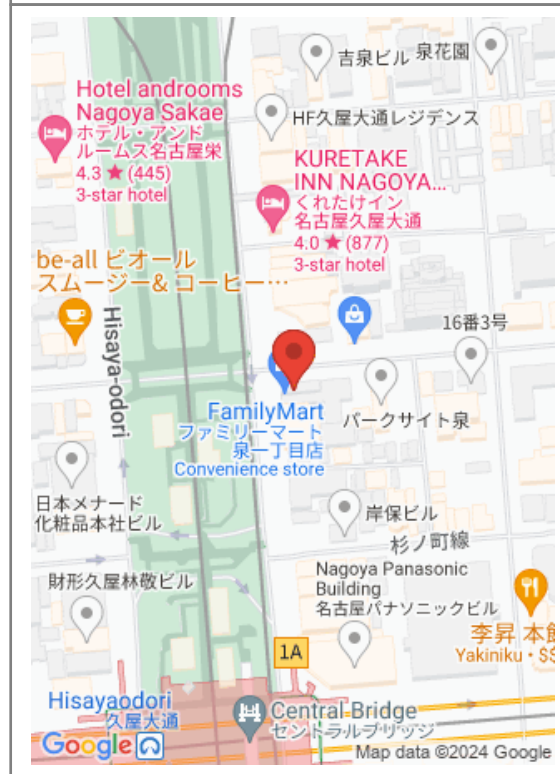 吉泉ビル
泉花園
Hotel androoms
Nagoya Sakae
ホテル・アンド
ルームス名古屋栄
4.3 ★ (445)
3-star hotel
HF久屋大通レジデンス
KURETAKE
INN NAGOYA...
くれたけイン
名古屋久屋大通
4.0 ★ (877)
3-star hotel
be-all ビオール
スムージー& コーヒー…
Hisaya-odori
16番3号
FamilyMart
ファミリーマート
泉一丁目店
Convenience store
パークサイト泉
日本メナード
化粧品本社ビル
岸保ビル
杉ノ町線
財形久屋林敬ビル
Nagoya Panasonic
Building
名古屋パナソニックビル
李昇 本館
Yakiniku · $$
1A
Hisayaodori
久屋大通
Central Bridge
セントラルブリッジ
Google
Map data ©2024 Google